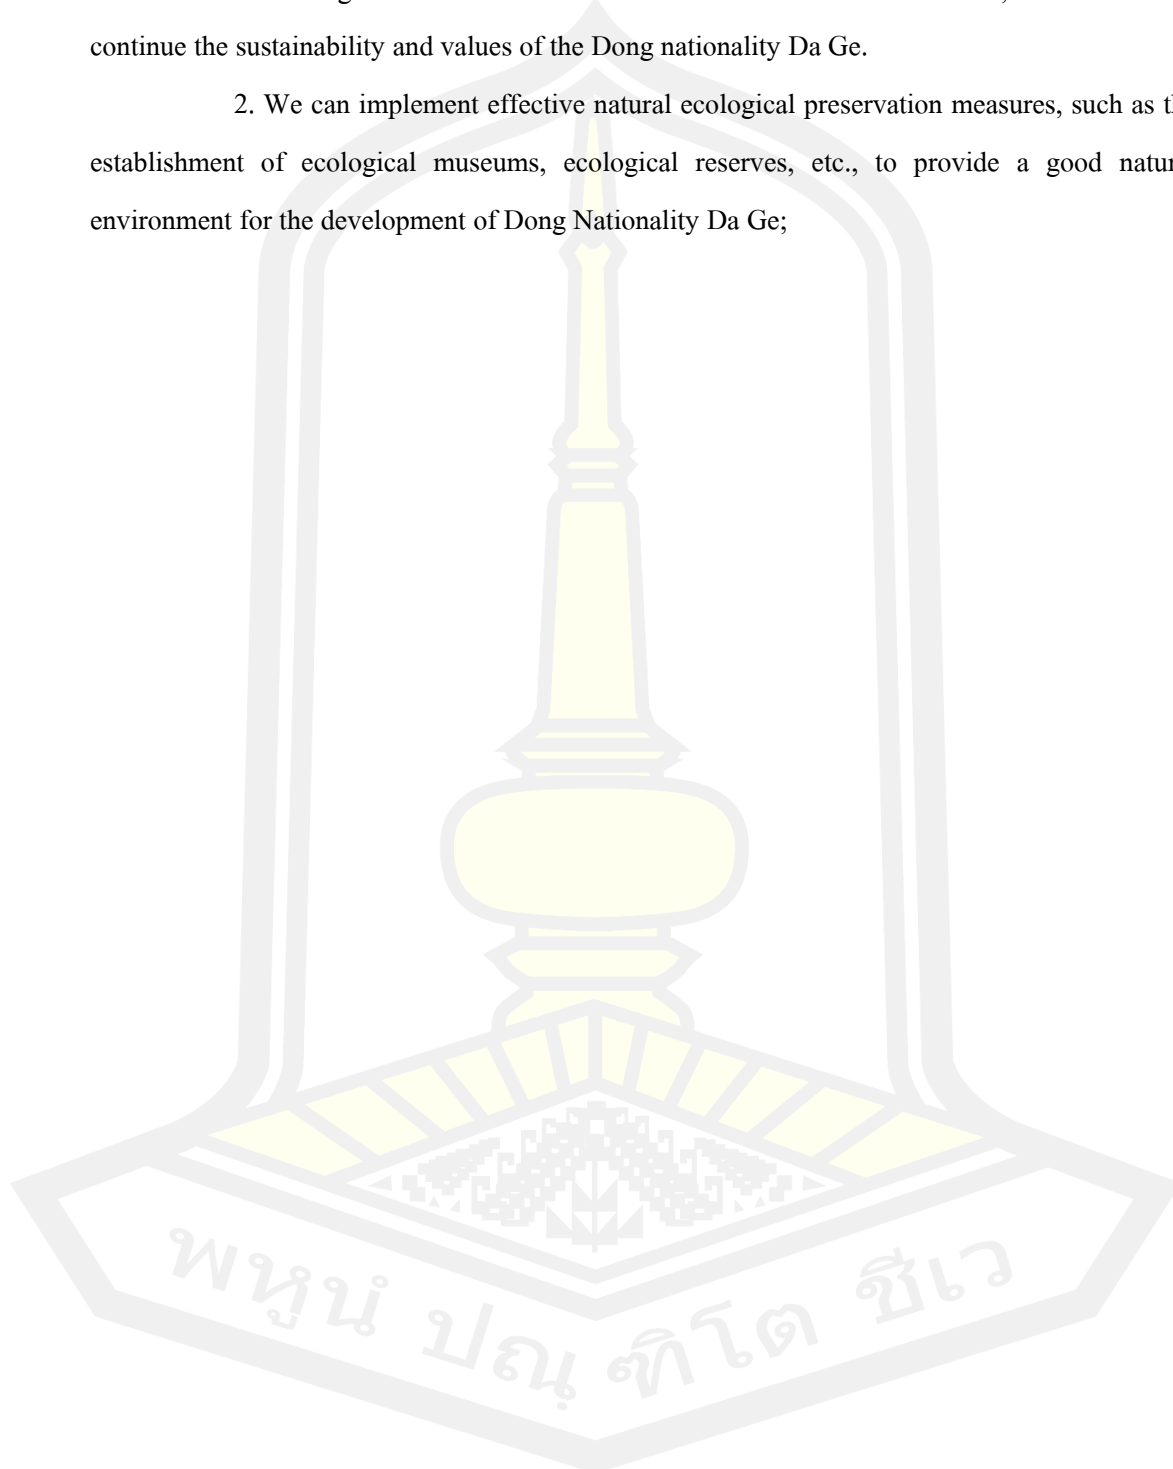 continue the sustainability and values of the Dong nationality Da Ge.
2. We can implement effective natural ecological preservation measures, such as
establishment of ecological museums, ecological reserves, etc., to provide a good
environment for the development of Dong Nationality Da Ge;
พหูนํ ปณฺฑิโต ชีเว